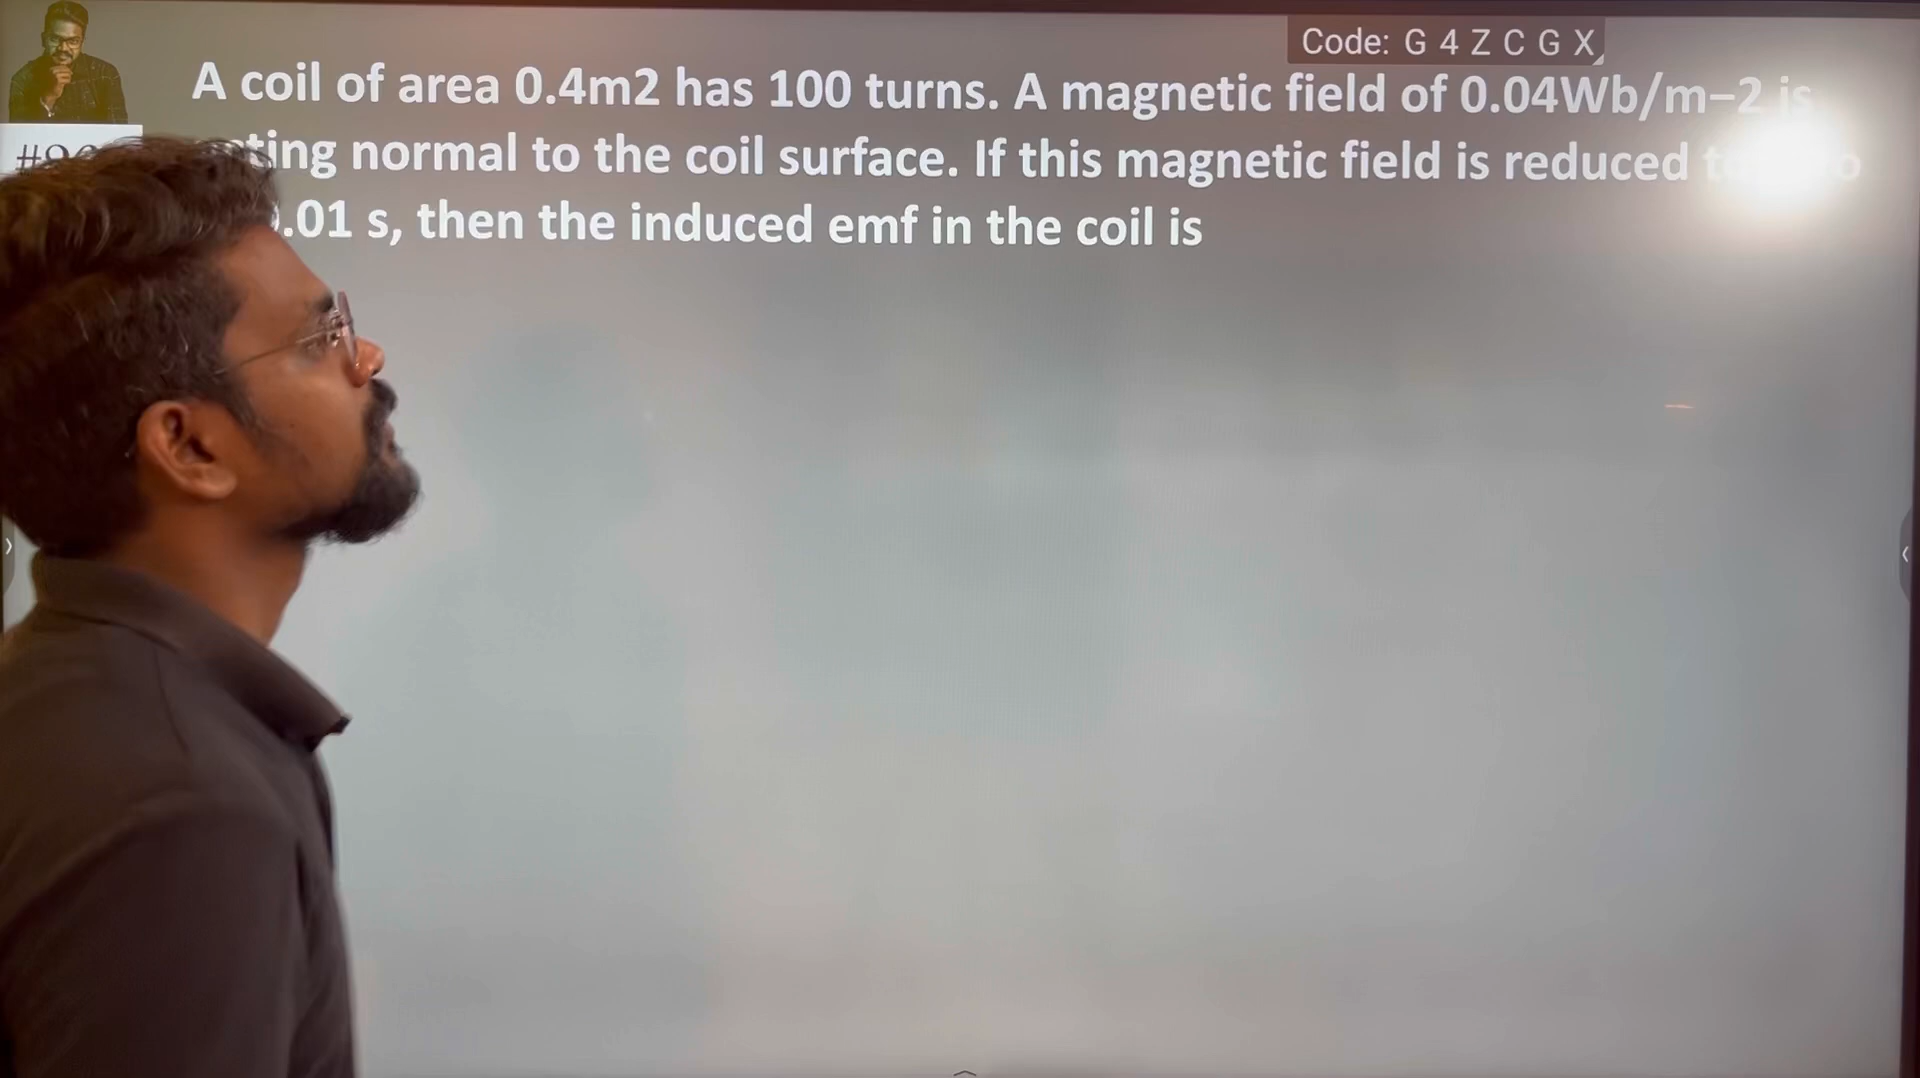 Code: G 4 Z C G X
A coil of area 0.4m2 has 100 turns. A magnetic field of 0.04Wb/m−2 is
normal to the coil surface. If this magnetic field is reduced
.01 s, then the induced emf in the coil is